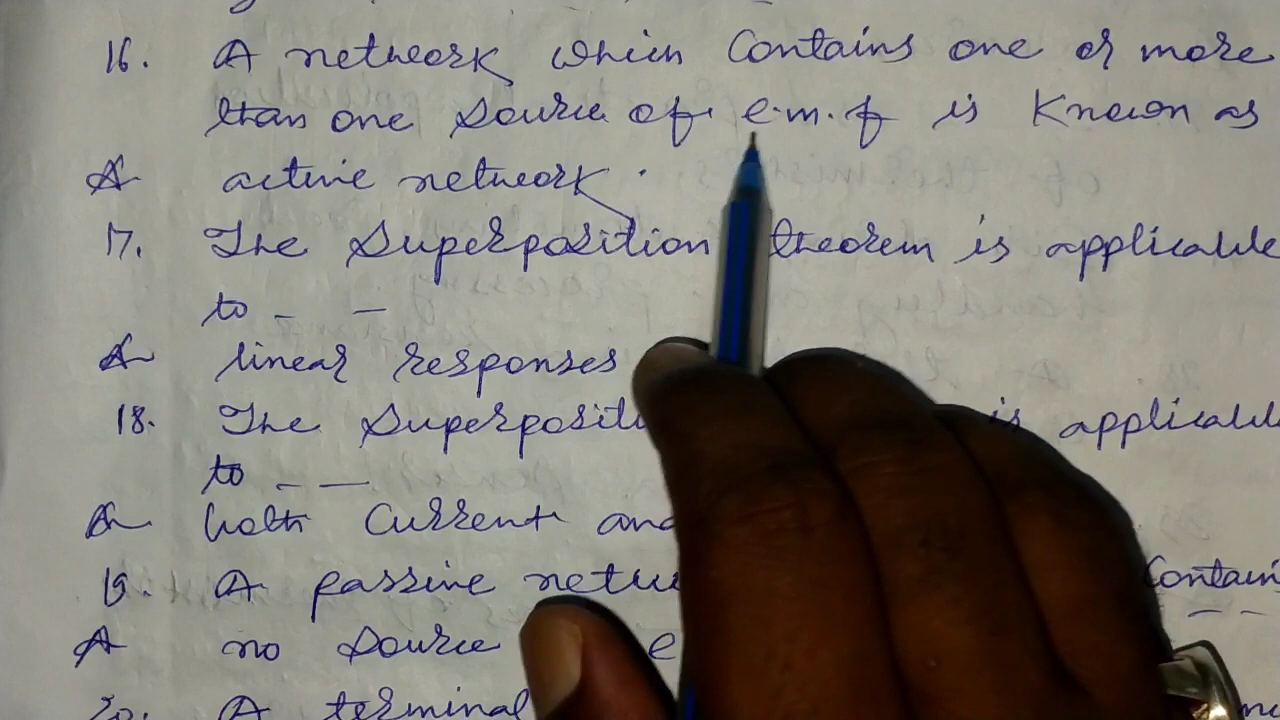 16. A network which contains one or more
than one source of e.m.f is known as
A active network.
17. The Superposition theorem is applicable
to - -
A linear responses
18. The is applicable
to - -
A both Current and
19. A passive contain
A no source
20. A terminal